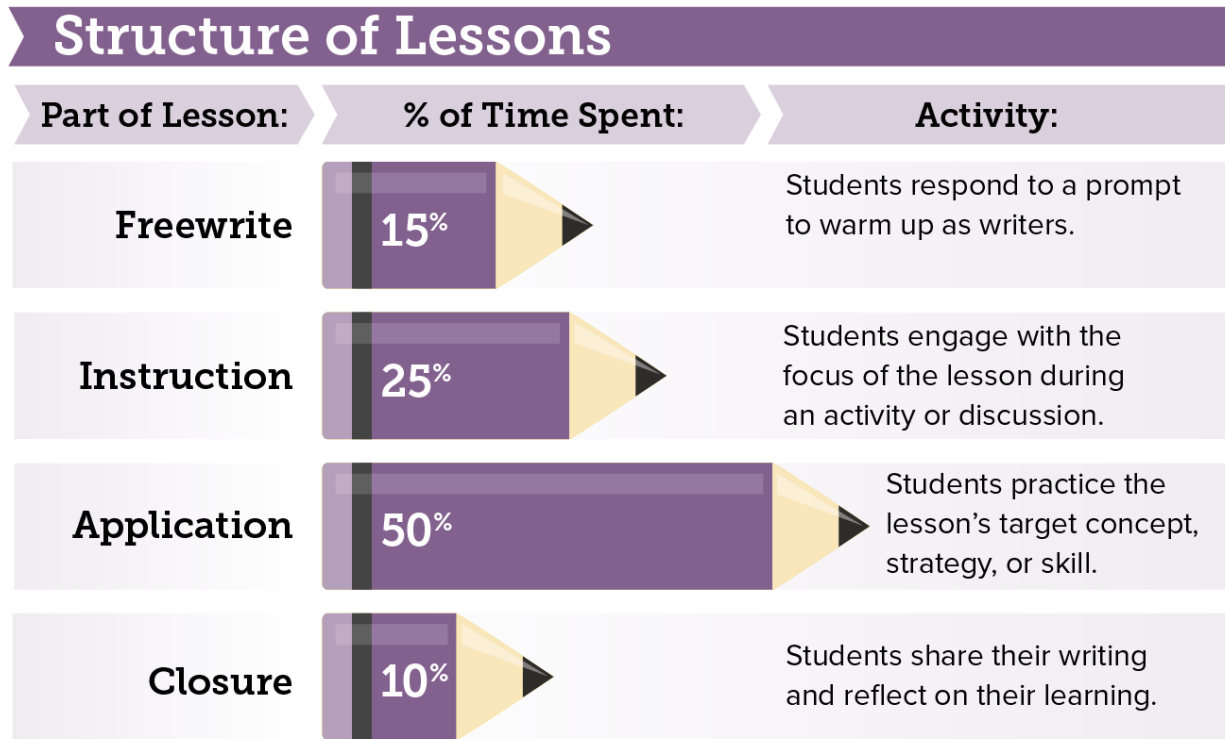 Structure of Lessons
Part of Lesson:
% of Time Spent:
Activity:
Freewrite
15%
Students respond to a prompt
to warm up as writers.
Instruction
25%
Students engage with the
focus of the lesson during
an activity or discussion.
Application
50%
Students practice the
lesson’s target concept,
strategy, or skill.
Closure
10%
Students share their writing
and reflect on their learning.